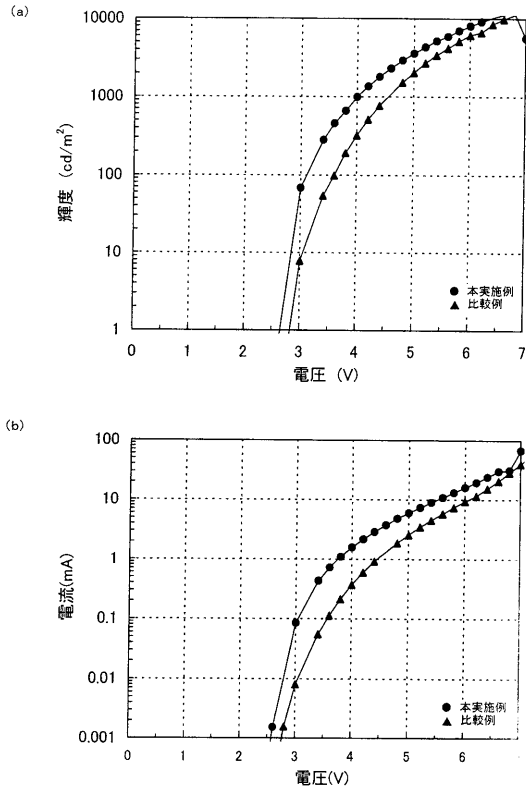 (a)
10000
1000
100
10
1
輝度 (cd/m²)
● 本実施例
▲ 比較例
0 1 2 3 4 5 6 7
電圧 (V)
(b)
100
10
1
0.1
0.01
0.001
電流(mA)
● 本実施例
▲ 比較例
0 1 2 3 4 5 6 7
電圧(V)